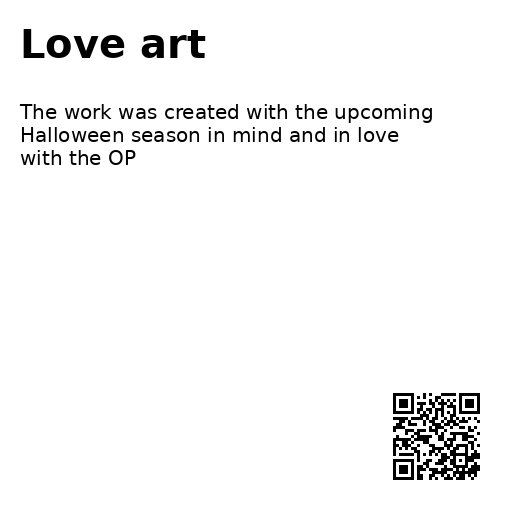 Love art
The work was created with the upcoming
Halloween season in mind and in love
with the OP